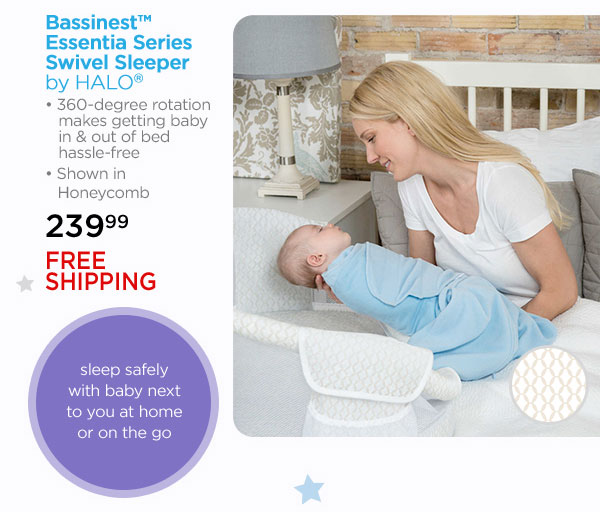 Bassinest™
Essentia Series
Swivel Sleeper
by HALO®
• 360-degree rotation
makes getting baby
in & out of bed
hassle-free
• Shown in
Honeycomb
239⁹⁹
FREE
SHIPPING
sleep safely
with baby next
to you at home
or on the go